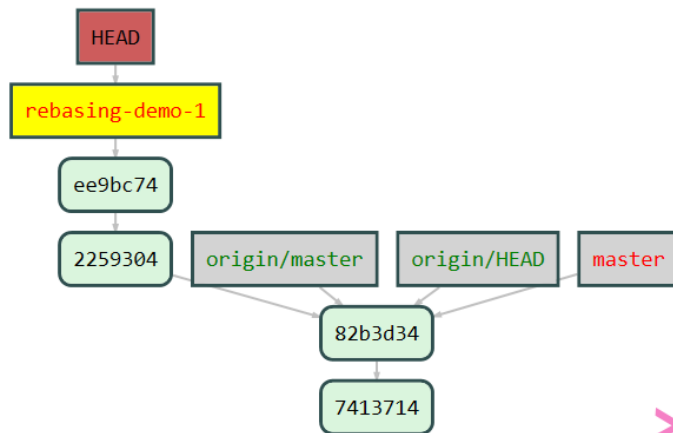 HEAD
rebasing-demo-1
ee9bc74
2259304
origin/master
origin/HEAD
master
82b3d34
7413714